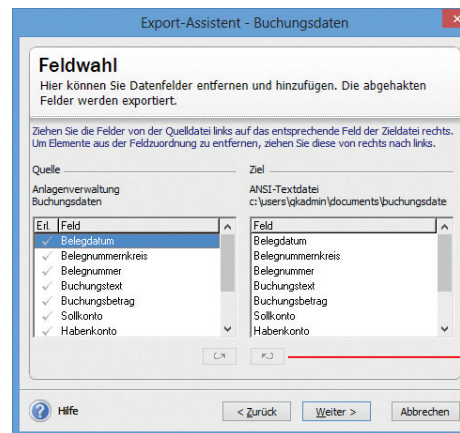 Export-Assistent - Buchungsdaten
Feldwahl
Hier können Sie Datenfelder entfernen und hinzufügen. Die abgehakten
Felder werden exportiert.
Ziehen Sie die Felder von der Quelldatei links auf das entsprechende Feld der Zieldatei rechts.
Um Elemente aus der Feldzuordnung zu entfernen, ziehen Sie diese von rechts nach links.
Quelle
Anlagenverwaltung
Buchungsdaten
Erl. Feld
Belegdatum
Belegnummernkreis
Belegnummer
Buchungstext
Buchungsbetrag
Sollkonto
Habenkonto
Ziel
ANSI-Textdatei
c:\users\qkadmin\documents\buchungsdate
Feld
Belegdatum
Belegnummernkreis
Belegnummer
Buchungstext
Buchungsbetrag
Sollkonto
Habenkonto
Hilfe
< Zurück
Weiter >
Abbrechen